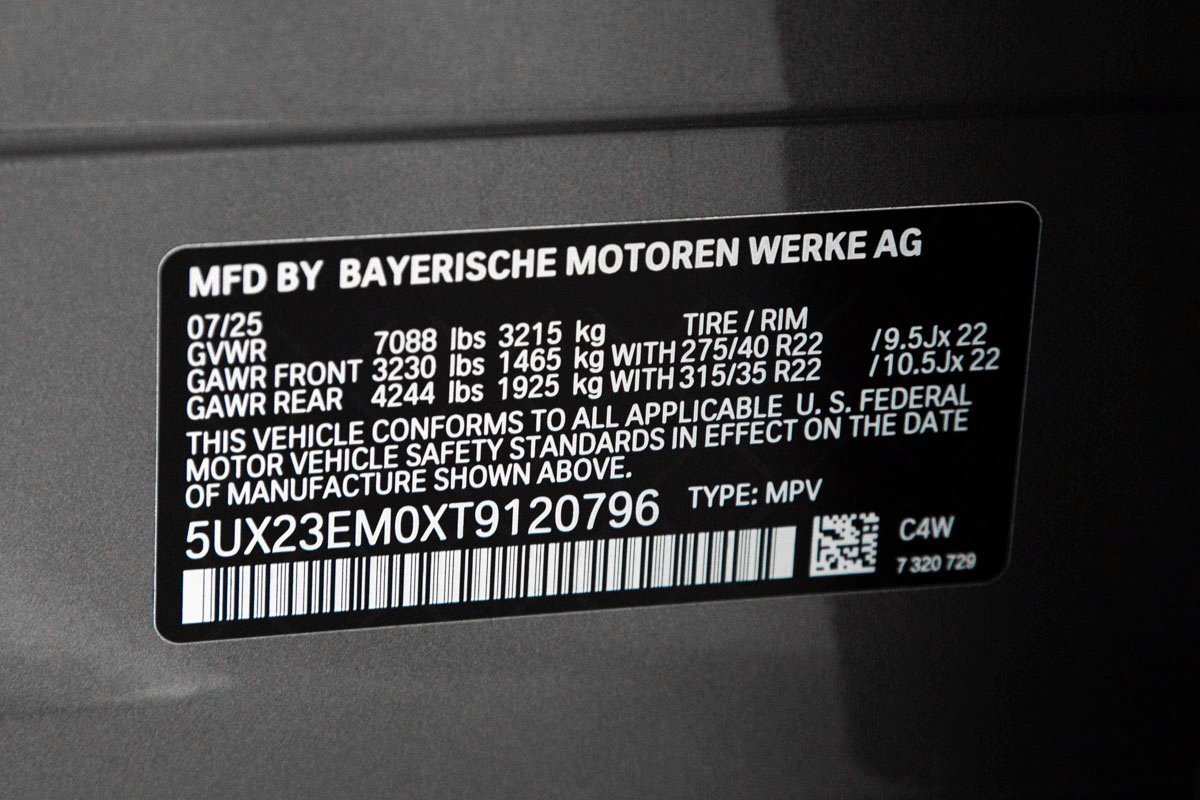 MFD BY BAYERISCHE MOTOREN WERKE AG
07/25 TIRE / RIM
GVWR 7088 lbs 3215 kg
GAWR FRONT 3230 lbs 1465 kg WITH 275/40 R22 /9.5Jx 22
GAWR REAR 4244 lbs 1925 kg WITH 315/35 R22 /10.5Jx 22
THIS VEHICLE CONFORMS TO ALL APPLICABLE U. S. FEDERAL
MOTOR VEHICLE SAFETY STANDARDS IN EFFECT ON THE DATE
OF MANUFACTURE SHOWN ABOVE.
5UX23EM0XT9120796 TYPE: MPV
C4W
7 320 729